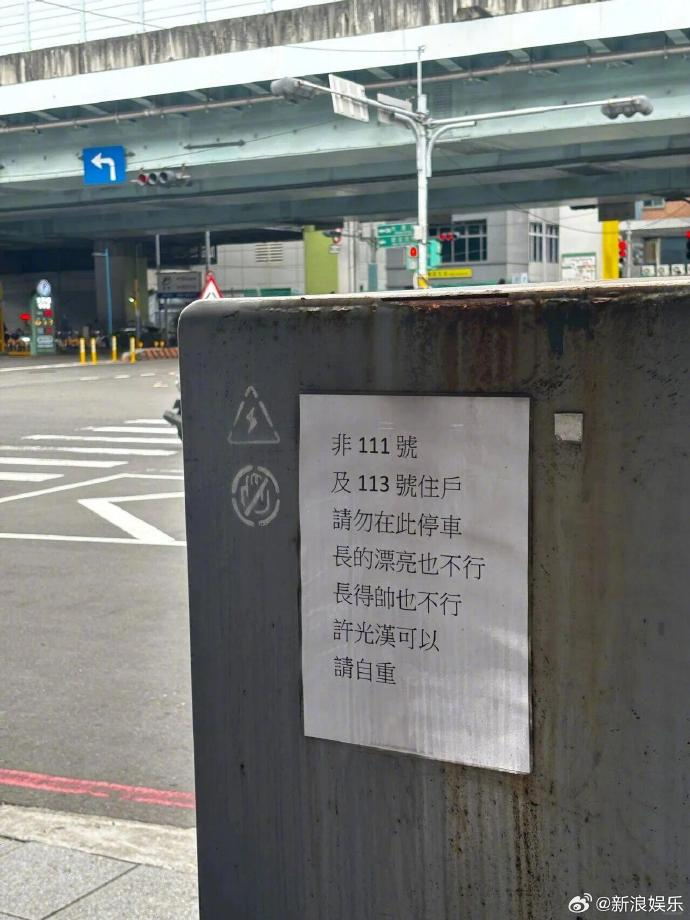 非 111 號
及 113 號住戶
請勿在此停車
長的漂亮也不行
長得帥也不行
許光漢可以
請自重
@新浪娱乐